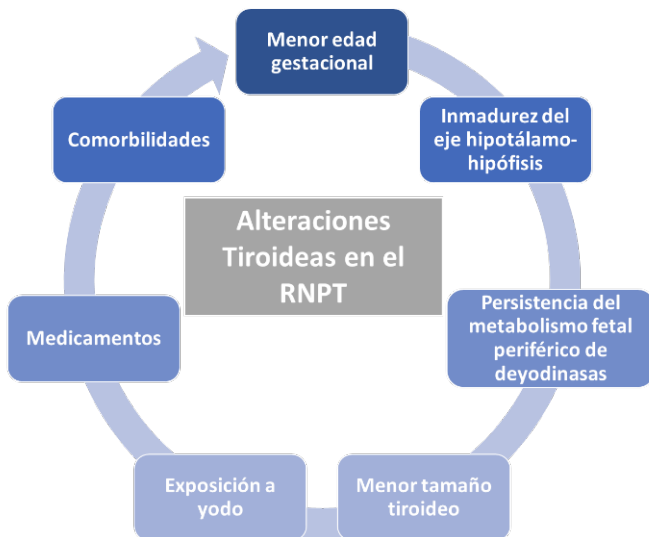 Menor edad
gestacional
Inmadurez del
eje hipotálamo-
hipófisis
Persistencia del
metabolismo fetal
periférico de
deyodinasas
Menor tamaño
tiroideo
Exposición a
yodo
Medicamentos
Comorbilidades
Alteraciones
Tiroideas en el
RNPT